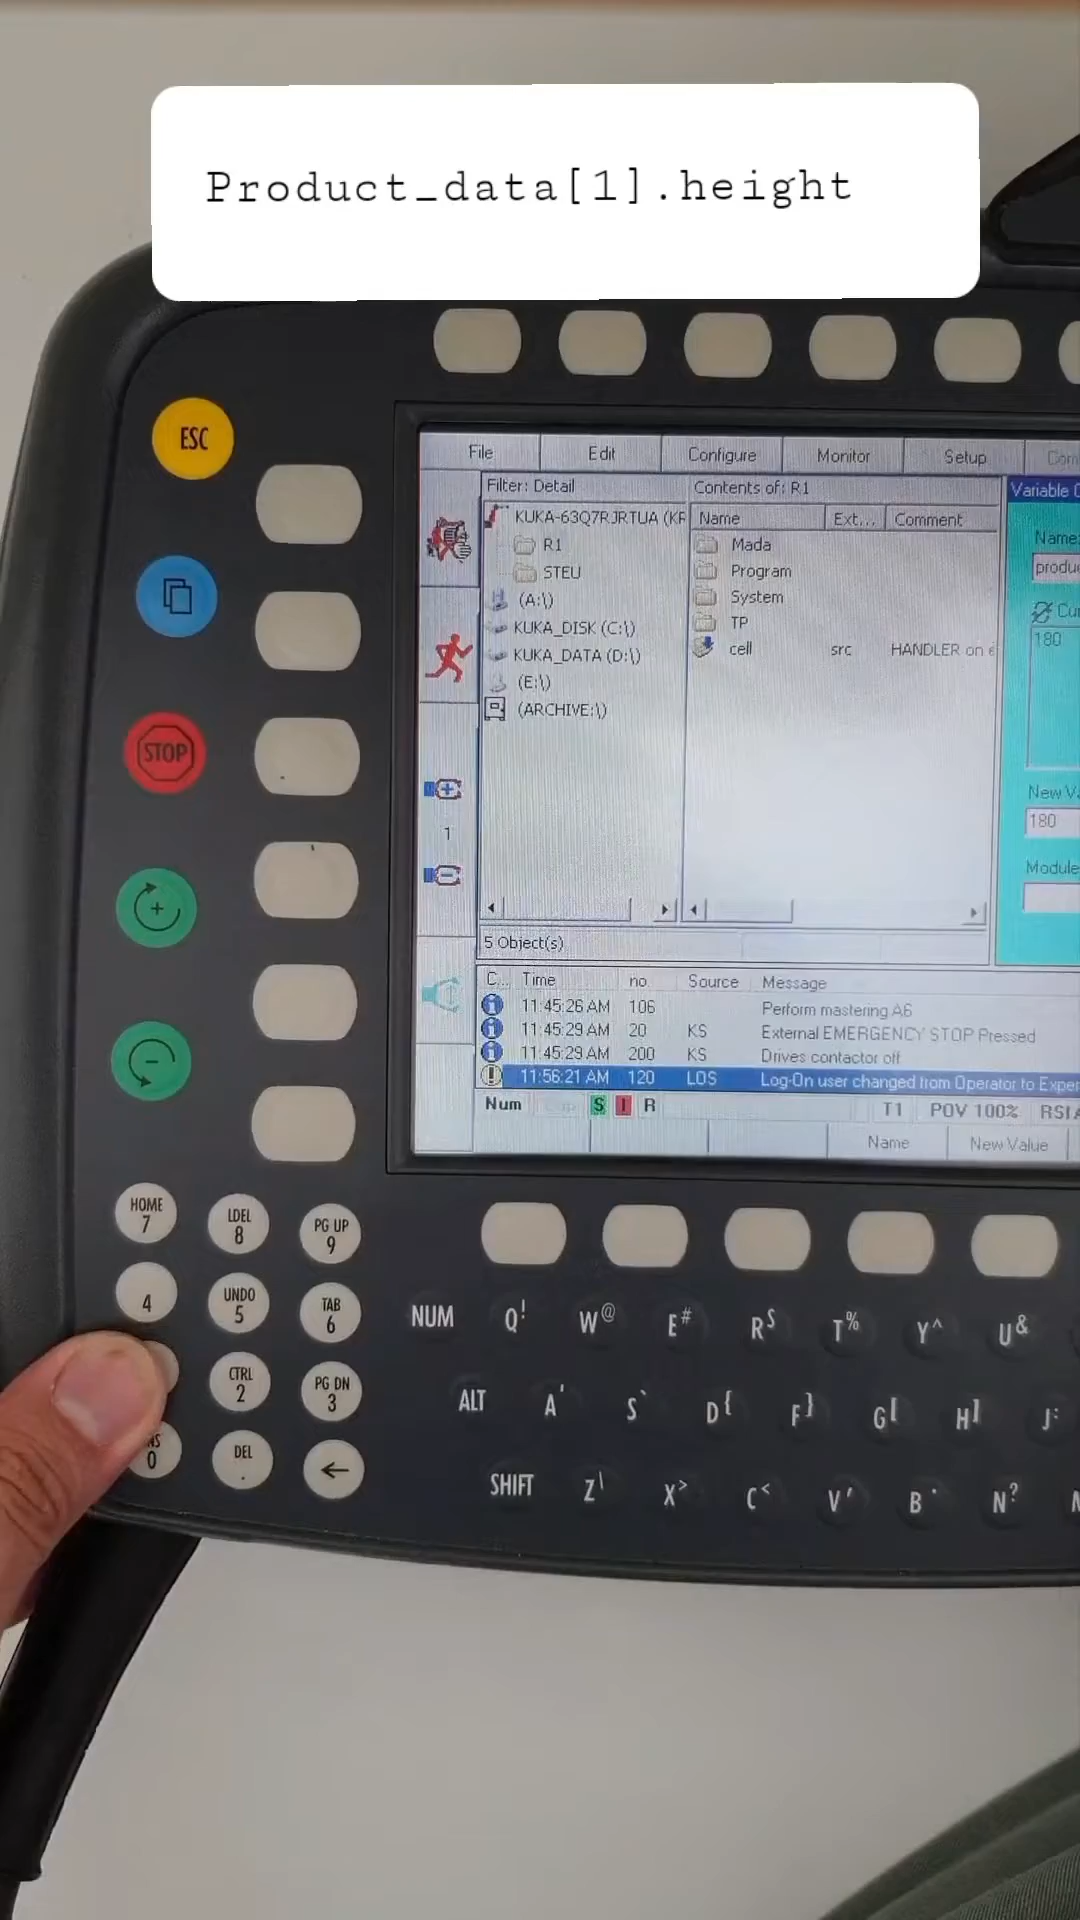 Product_data[1].height
ESC
STOP
File Edit Configure Monitor Setup
Filter: Detail Contents of: R1 Variable
KUKA-63Q7RJRTUA (KR Name Ext... Comment Name:
R1 Mada produ
STEU Program
(A:\) System Cu
KUKA_DISK (C:\) TP 180
KUKA_DATA (D:\) cell src HANDLER on e
(E:\)
(ARCHIVE:\)
New Va
1 180
Module
5 Object(s)
C... Time no Source Message
11:45:26 AM 106 Perform mastering A6
11:45:29 AM 20 KS External EMERGENCY STOP Pressed
11:45:29 AM 200 KS Drives contactor off
11:56:21 AM 120 LOS Log-On user changed from Operator to Exper
Num S I R T1 POV 100% RSI
Name New Value
HOME 7 LDEL 8 PG UP 9
4 UNDO 5 TAB 6
CTRL 2 PG DN 3
0 DEL . ←
NUM Q! W@ E# R$ T% Y^ U&
ALT A' S` D{ F} G[ H] J:
SHIFT Z\ X> C< V' B N?